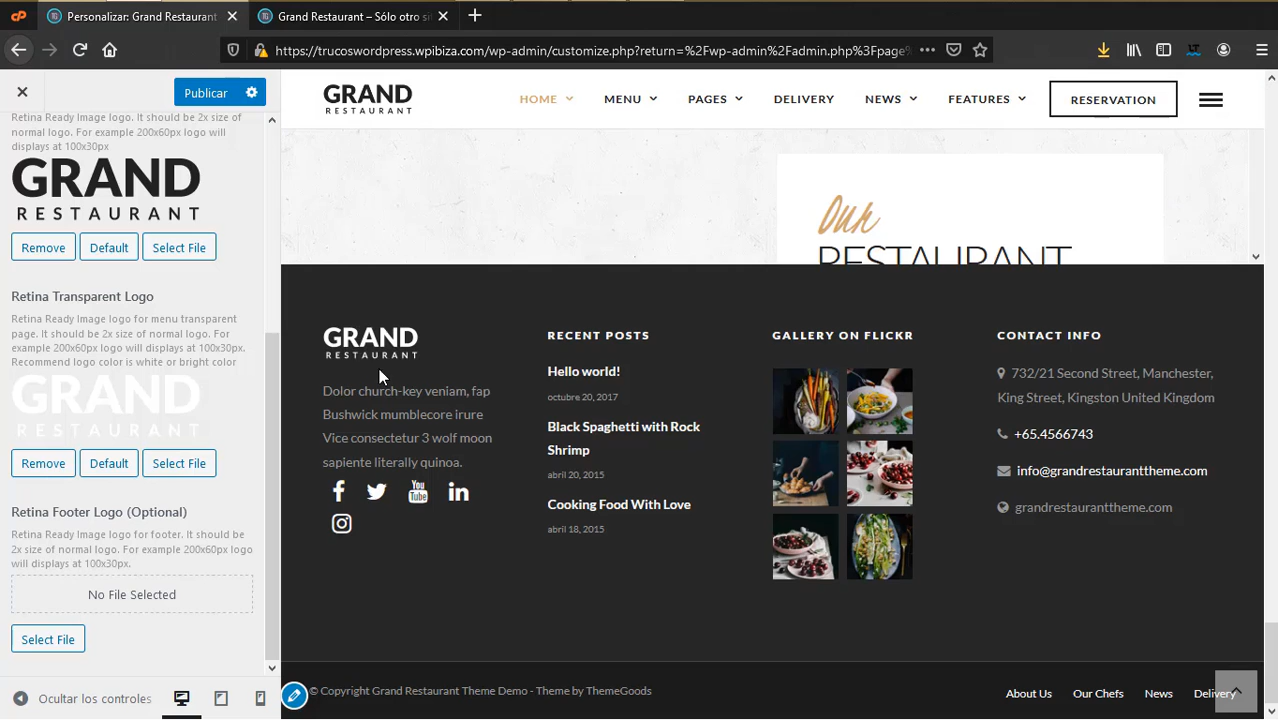 Personalizar: Grand Restaurant
Grand Restaurant – Sólo otro si
https://trucoswordpress.wpibiza.com/wp-admin/customize.php?return=%2Fwp-admin%2Fadmin.php%3Fpage
Publicar
Retina Ready Image logo. It should be 2x size of
normal logo. For example 200x60px logo will
displays at 100x30px
GRAND
RESTAURANT
Remove
Default
Select File
Retina Transparent Logo
Retina Ready Image logo for menu transparent
page. It should be 2x size of normal logo. For
example 200x60px logo will displays at 100x30px.
Recommend logo color is white or bright color
GRAND
RESTAURANT
Remove
Default
Select File
Retina Footer Logo (Optional)
Retina Ready Image logo for footer. It should be
2x size of normal logo. For example 200x60px logo
will displays at 100x30px.
No File Selected
Select File
Ocultar los controles
GRAND
RESTAURANT
HOME
MENU
PAGES
DELIVERY
NEWS
FEATURES
RESERVATION
Our
RESTAURANT
GRAND
RESTAURANT
Dolor church-key veniam, fap
Bushwick mumblecore irure
Vice consectetur 3 wolf moon
sapiente literally quinoa.
RECENT POSTS
Hello world!
octubre 20, 2017
Black Spaghetti with Rock
Shrimp
abril 20, 2015
Cooking Food With Love
abril 18, 2015
GALLERY ON FLICKR
CONTACT INFO
732/21 Second Street, Manchester,
King Street, Kingston United Kingdom
+65.4566743
info@grandrestauranttheme.com
grandrestauranttheme.com
© Copyright Grand Restaurant Theme Demo - Theme by ThemeGoods
About Us
Our Chefs
News
Delivery